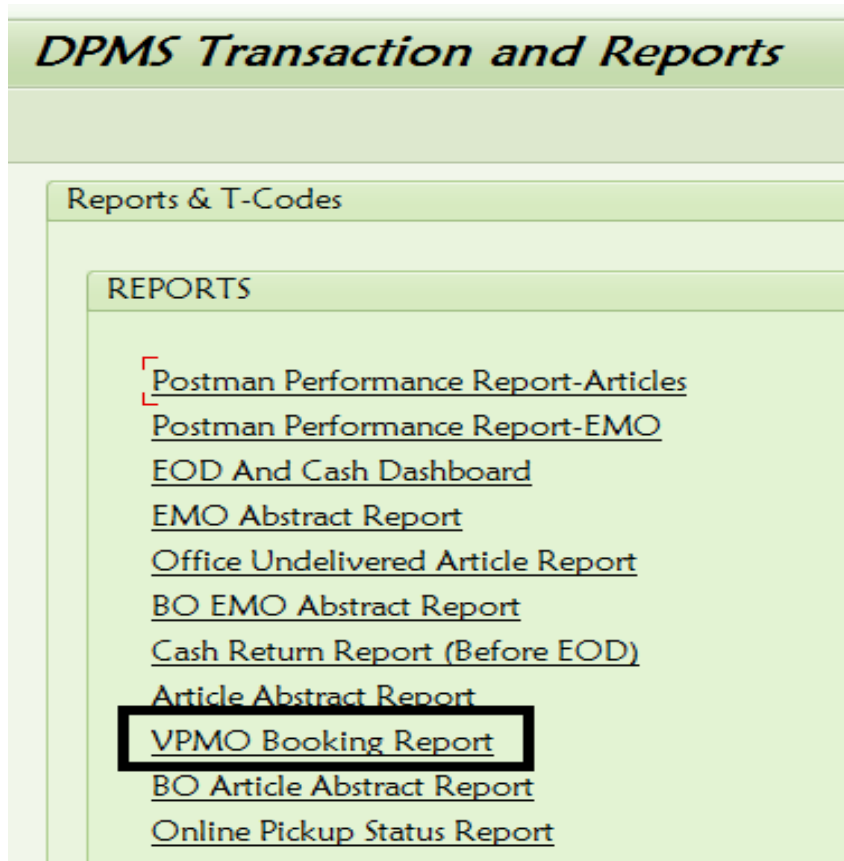 DPMS Transaction and Reports
Reports & T-Codes
REPORTS
Postman Performance Report-Articles
Postman Performance Report-EMO
EOD And Cash Dashboard
EMO Abstract Report
Office Undelivered Article Report
BO EMO Abstract Report
Cash Return Report (Before EOD)
Article Abstract Report
VPMO Booking Report
BO Article Abstract Report
Online Pickup Status Report